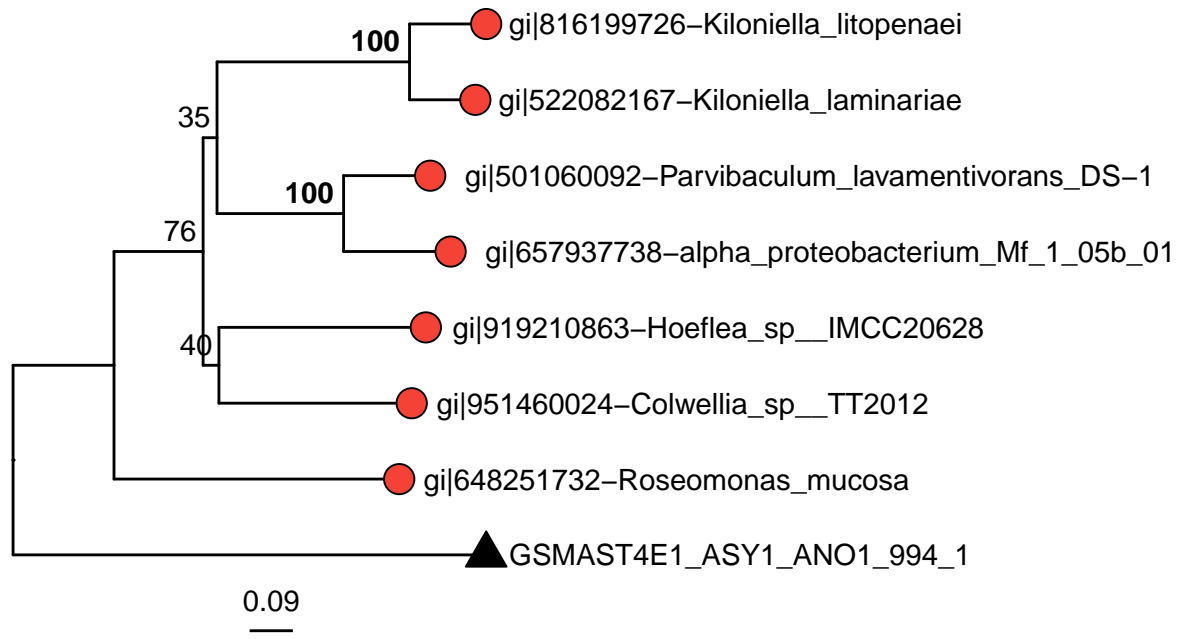 gi|816199726−Kiloniella_litopenaei
100
gi|522082167−Kiloniella_laminariae
35
gi|501060092−Parvibaculum_lavamentivorans_DS−1
100
76
gi|657937738−alpha_proteobacterium_Mf_1_05b_01
gi|919210863−Hoeflea_sp__IMCC20628
40
gi|951460024−Colwellia_sp__TT2012
gi|648251732−Roseomonas_mucosa
GSMAST4E1_ASY1_ANO1_994_1
0.09